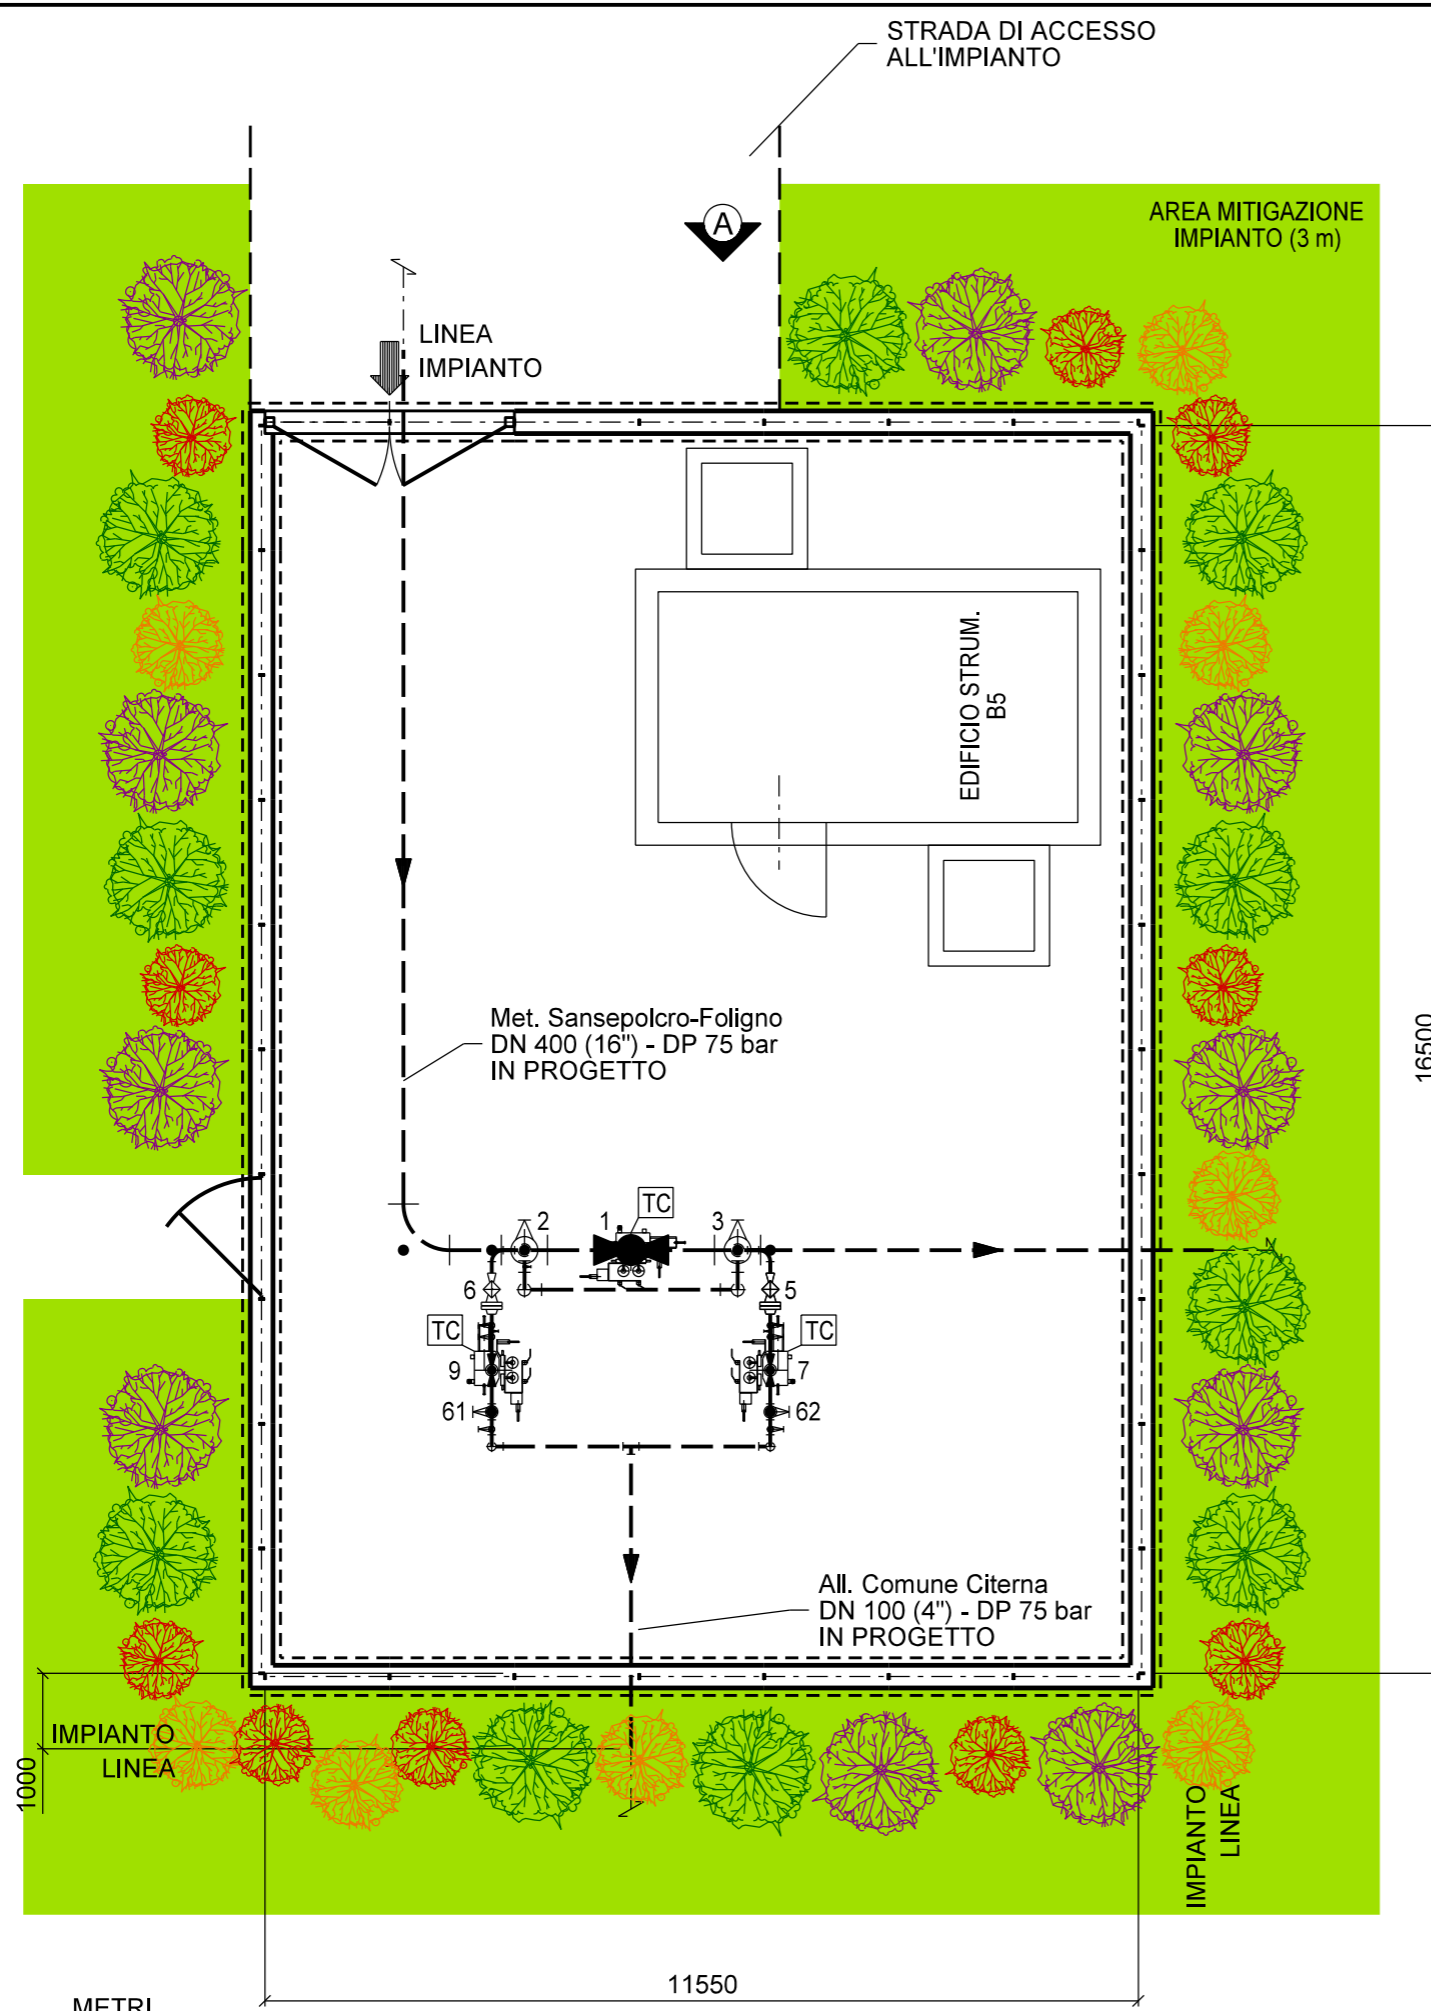 STRADA DI ACCESSO
ALL'IMPIANTO
A
AREA MITIGAZIONE
IMPIANTO (3 m)
LINEA
IMPIANTO
EDIFICIO STRUM.
B5
Met. Sansepolcro-Foligno
DN 400 (16") - DP 75 bar
IN PROGETTO
16500
TC
2
1
3
6
5
TC
TC
9
7
61
62
All. Comune Citerna
DN 100 (4") - DP 75 bar
IN PROGETTO
IMPIANTO
LINEA
1000
IMPIANTO
LINEA
11550
METRI